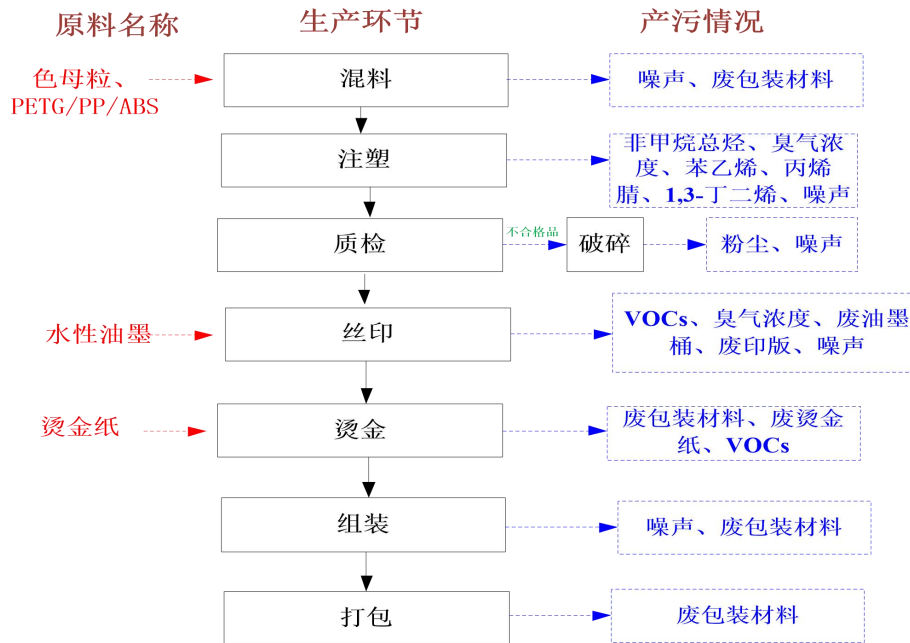 原料名称
生产环节
产污情况
色母粒、
PETG/PP/ABS
混料
噪声、废包装材料
注塑
非甲烷总烃、臭气浓
度、苯乙烯、丙烯
腈、1,3-丁二烯、噪声
质检
不合格品
破碎
粉尘、噪声
水性油墨
丝印
VOCs、臭气浓度、废油墨
桶、废印版、噪声
烫金纸
烫金
废包装材料、废烫金
纸、VOCs
组装
噪声、废包装材料
打包
废包装材料